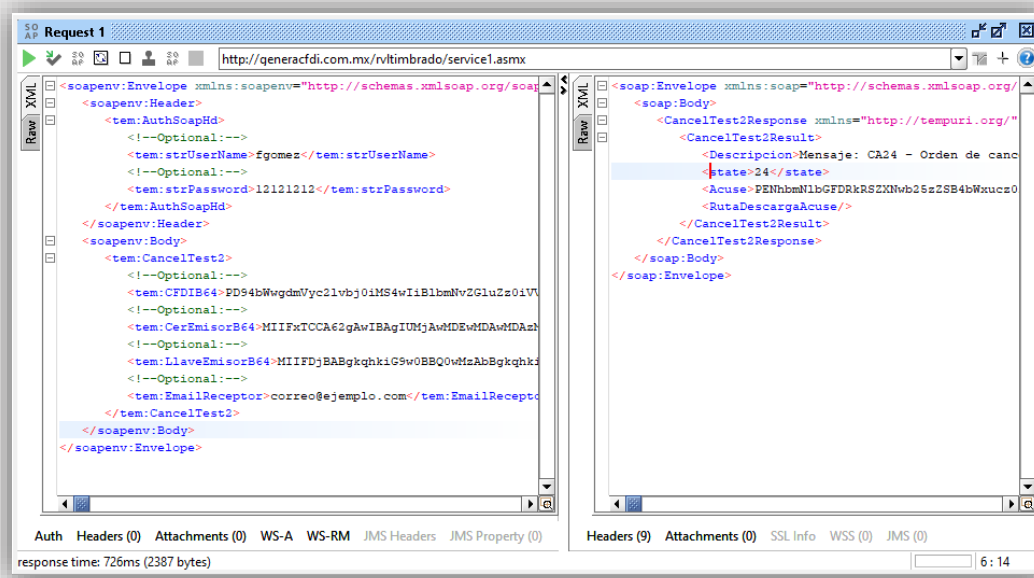 SO AP Request 1
http://generacfdi.com.mx/rvltimbrado/service1.asmx
XML
Raw
<soapenv:Envelope xmlns:soapenv="http://schemas.xmlsoap.org/soap
<soapenv:Header>
<tem:AuthSoapHd>
<!--Optional:-->
<tem:strUserName>fgomez</tem:strUserName>
<!--Optional:-->
<tem:strPassword>12121212</tem:strPassword>
</tem:AuthSoapHd>
</soapenv:Header>
<soapenv:Body>
<tem:CancelTest2>
<!--Optional:-->
<tem:CFDIB64>PD94bWwgdmVyc2lvbj0iMS4wIiBlbmNvZGluZz0iV
<!--Optional:-->
<tem:CerEmisorB64>MIIFxTCCA62gAwIBAgIUMjAwMDEwMDAwMDAz
<!--Optional:-->
<tem:LlaveEmisorB64>MIIFDjBABgkqhkiG9w0BBQ0wMzAbBgkqhki
<!--Optional:-->
<tem:EmailReceptor>correo@ejemplo.com</tem:EmailRecepto
</tem:CancelTest2>
</soapenv:Body>
</soapenv:Envelope>
XML
Raw
<soap:Envelope xmlns:soap="http://schemas.xmlsoap.org/
<soap:Body>
<CancelTest2Response xmlns="http://tempuri.org/"
<CancelTest2Result>
<Descripcion>Mensaje: CA24 - Orden de canc
<state>24</state>
<Acuse>PENhbmNlbGFDRkRSZXNwb25zZSB4bWxucz0
<RutaDescargaAcuse/>
</CancelTest2Result>
</CancelTest2Response>
</soap:Body>
</soap:Envelope>
Auth Headers (0) Attachments (0) WS-A WS-RM JMS Headers JMS Property (0)
Headers (9) Attachments (0) SSL Info WSS (0) JMS (0)
response time: 726ms (2387 bytes)
6 : 14